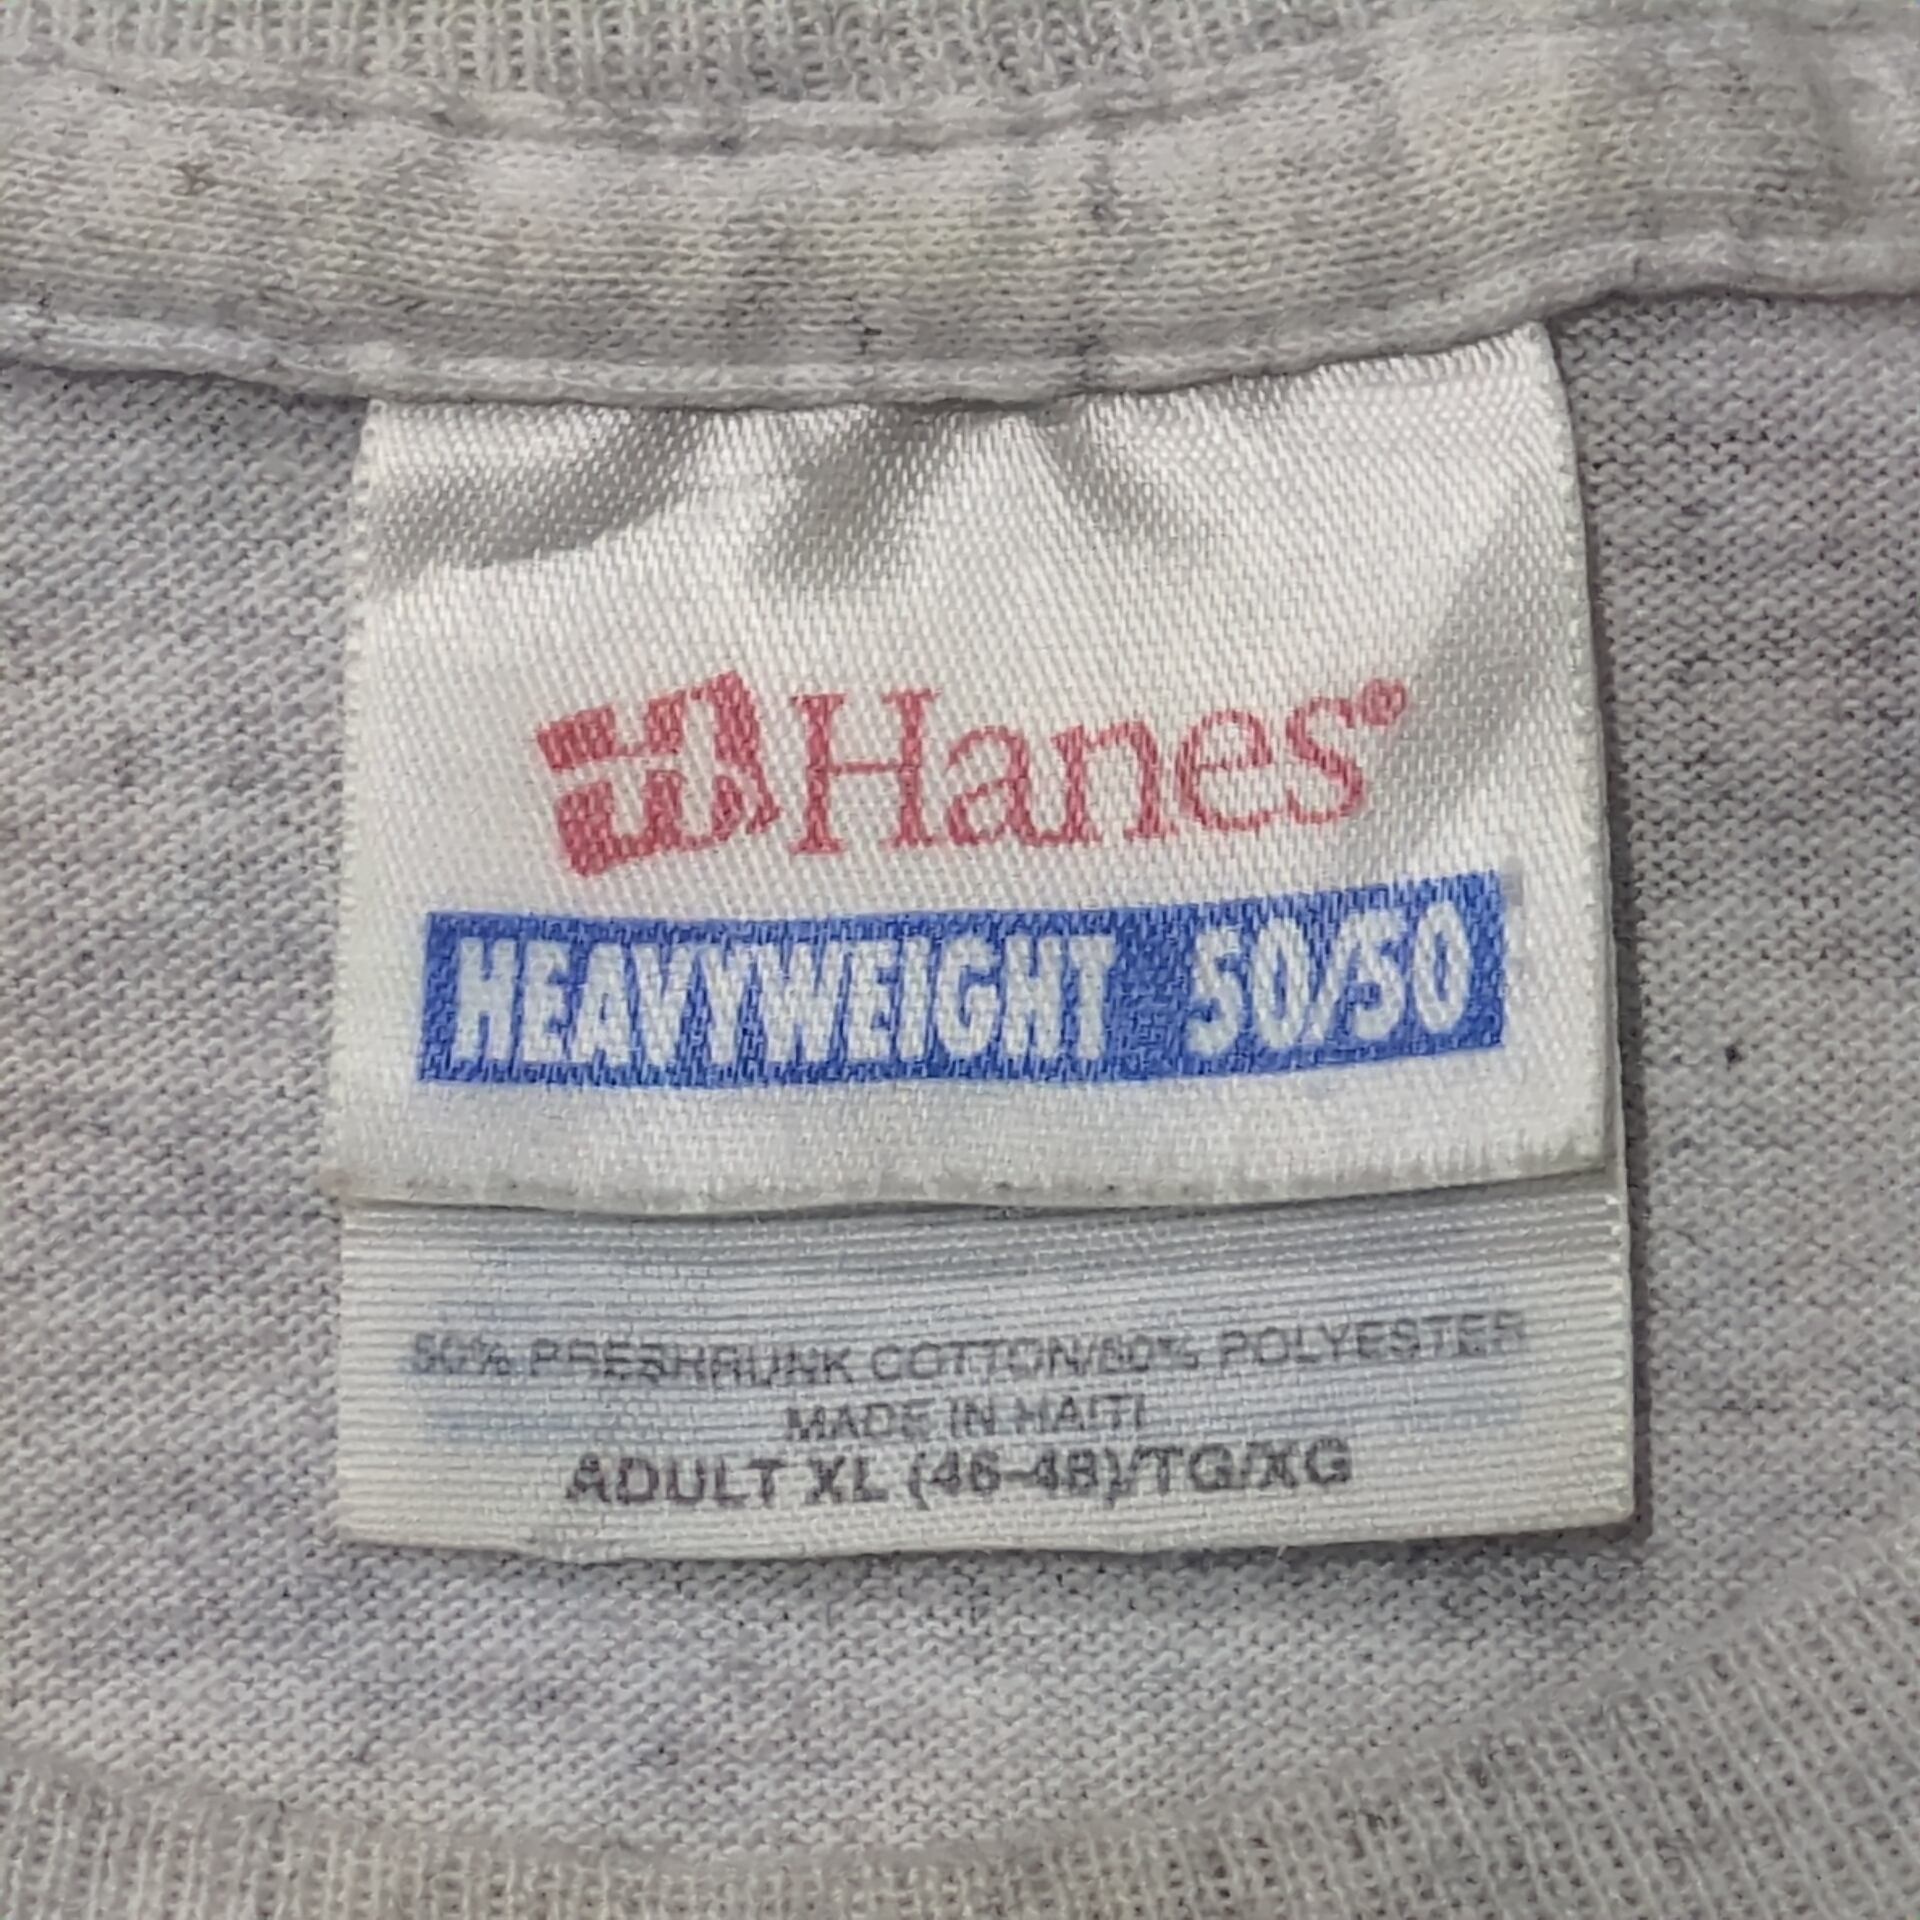 Hanes®
HEAVYWEIGHT 50/50
50% PRESHRUNK COTTON/50% POLYESTER
MADE IN HAITI
ADULT XL (46-48)/TG/XG